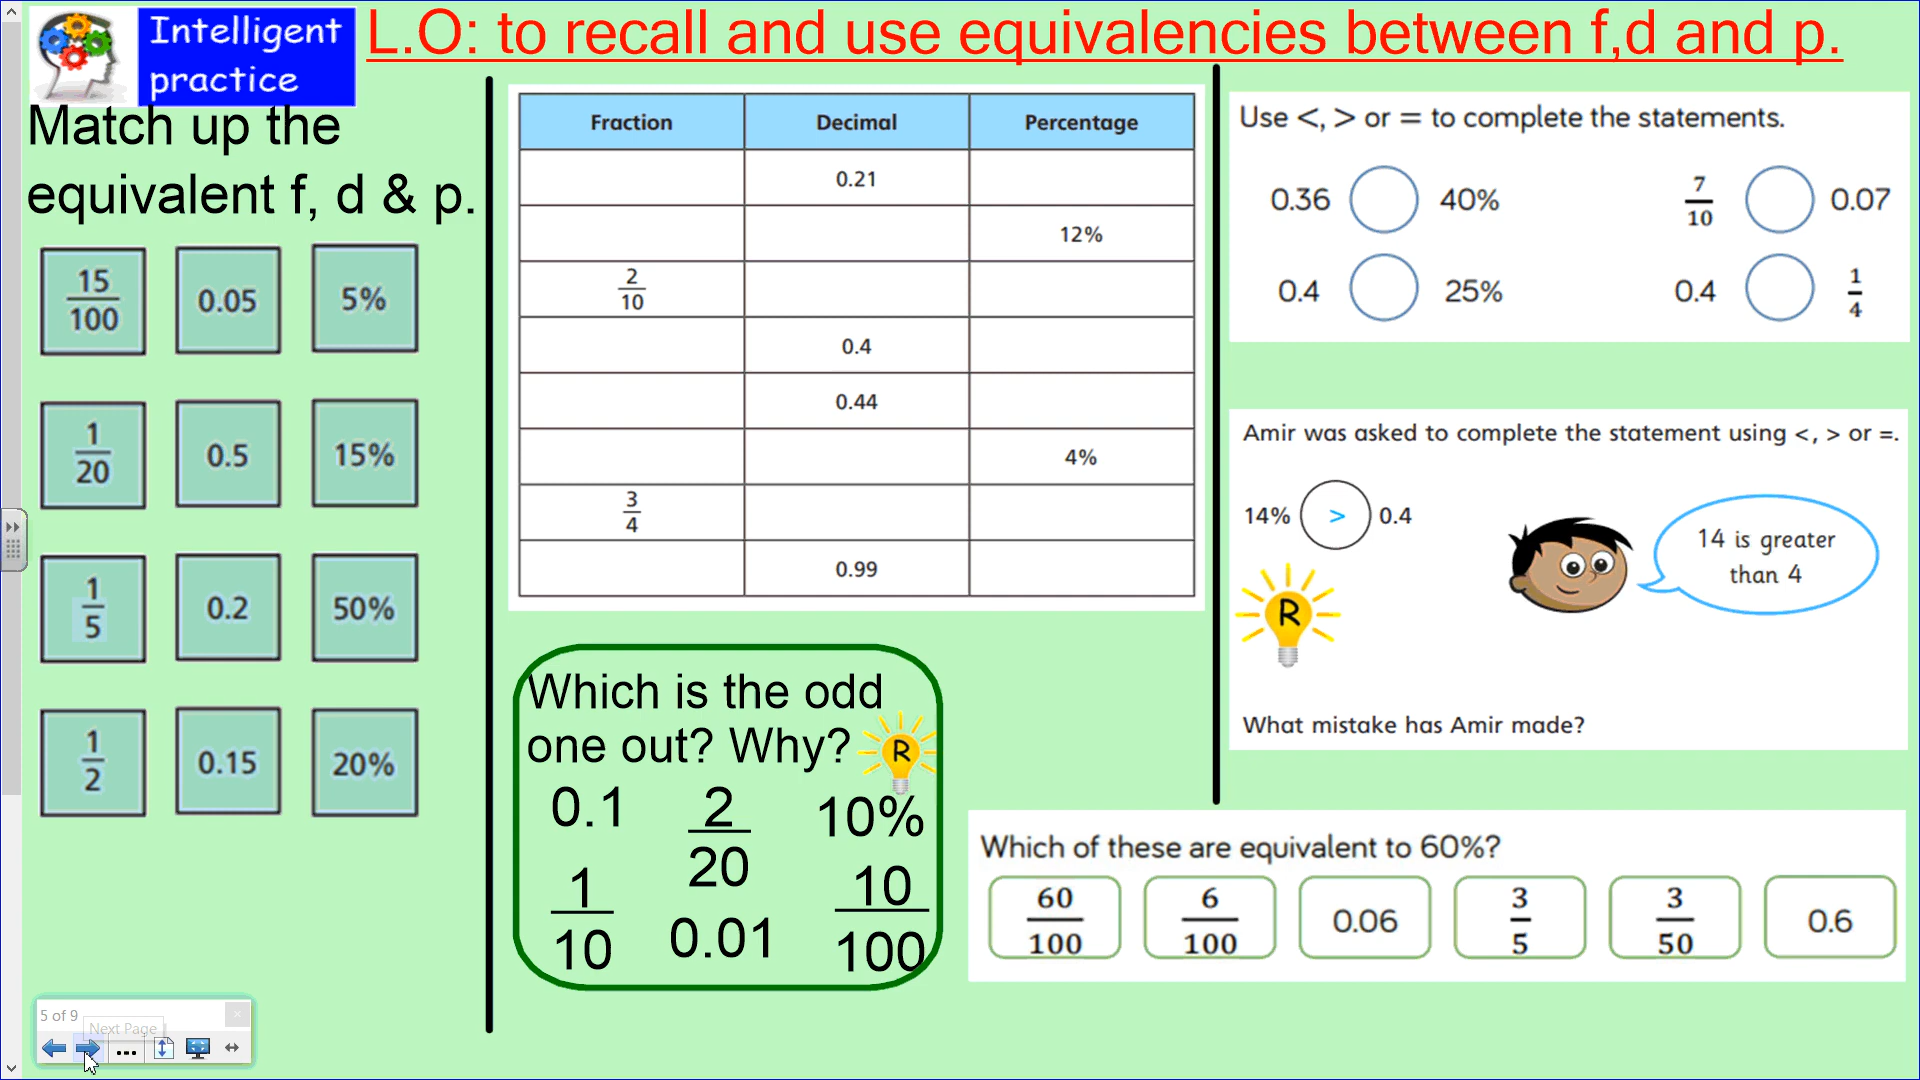 Intelligent
practice
L.O: to recall and use equivalencies between f,d and p.
Match up the
equivalent f, d & p.
15/100 0.05 5%
1/20 0.5 15%
1/5 0.2 50%
1/2 0.15 20%
Fraction Decimal Percentage
0.21
12%
2/10
0.4
0.44
4%
3/4
0.99
Which is the odd
one out? Why?
R
0.1 2/20 10%
1/10 0.01 10/100
Use <, > or = to complete the statements.
0.36 40% 7/10 0.07
0.4 25% 0.4 1/4
Amir was asked to complete the statement using <, > or =.
14% > 0.4
14 is greater
than 4
R
What mistake has Amir made?
Which of these are equivalent to 60%?
60/100 6/100 0.06 3/5 3/50 0.6
5 of 9
Next Page